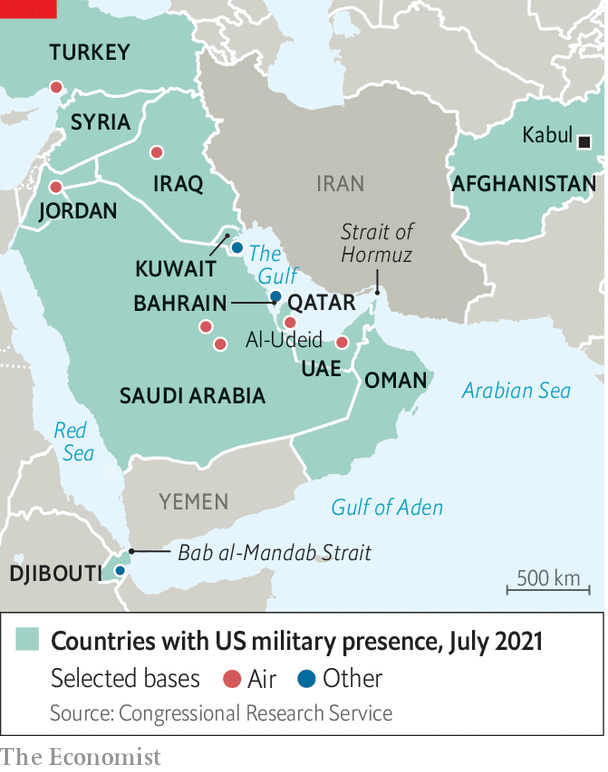 TURKEY
SYRIA
Kabul
IRAQ
IRAN
AFGHANISTAN
JORDAN
Strait of
Hormuz
The
Gulf
KUWAIT
BAHRAIN
QATAR
Al-Udeid
UAE
OMAN
SAUDI ARABIA
Arabian Sea
Red
Sea
YEMEN
Gulf of Aden
Bab al-Mandab Strait
DJIBOUTI
500 km
Countries with US military presence, July 2021
Selected bases Air Other
Source: Congressional Research Service
The Economist